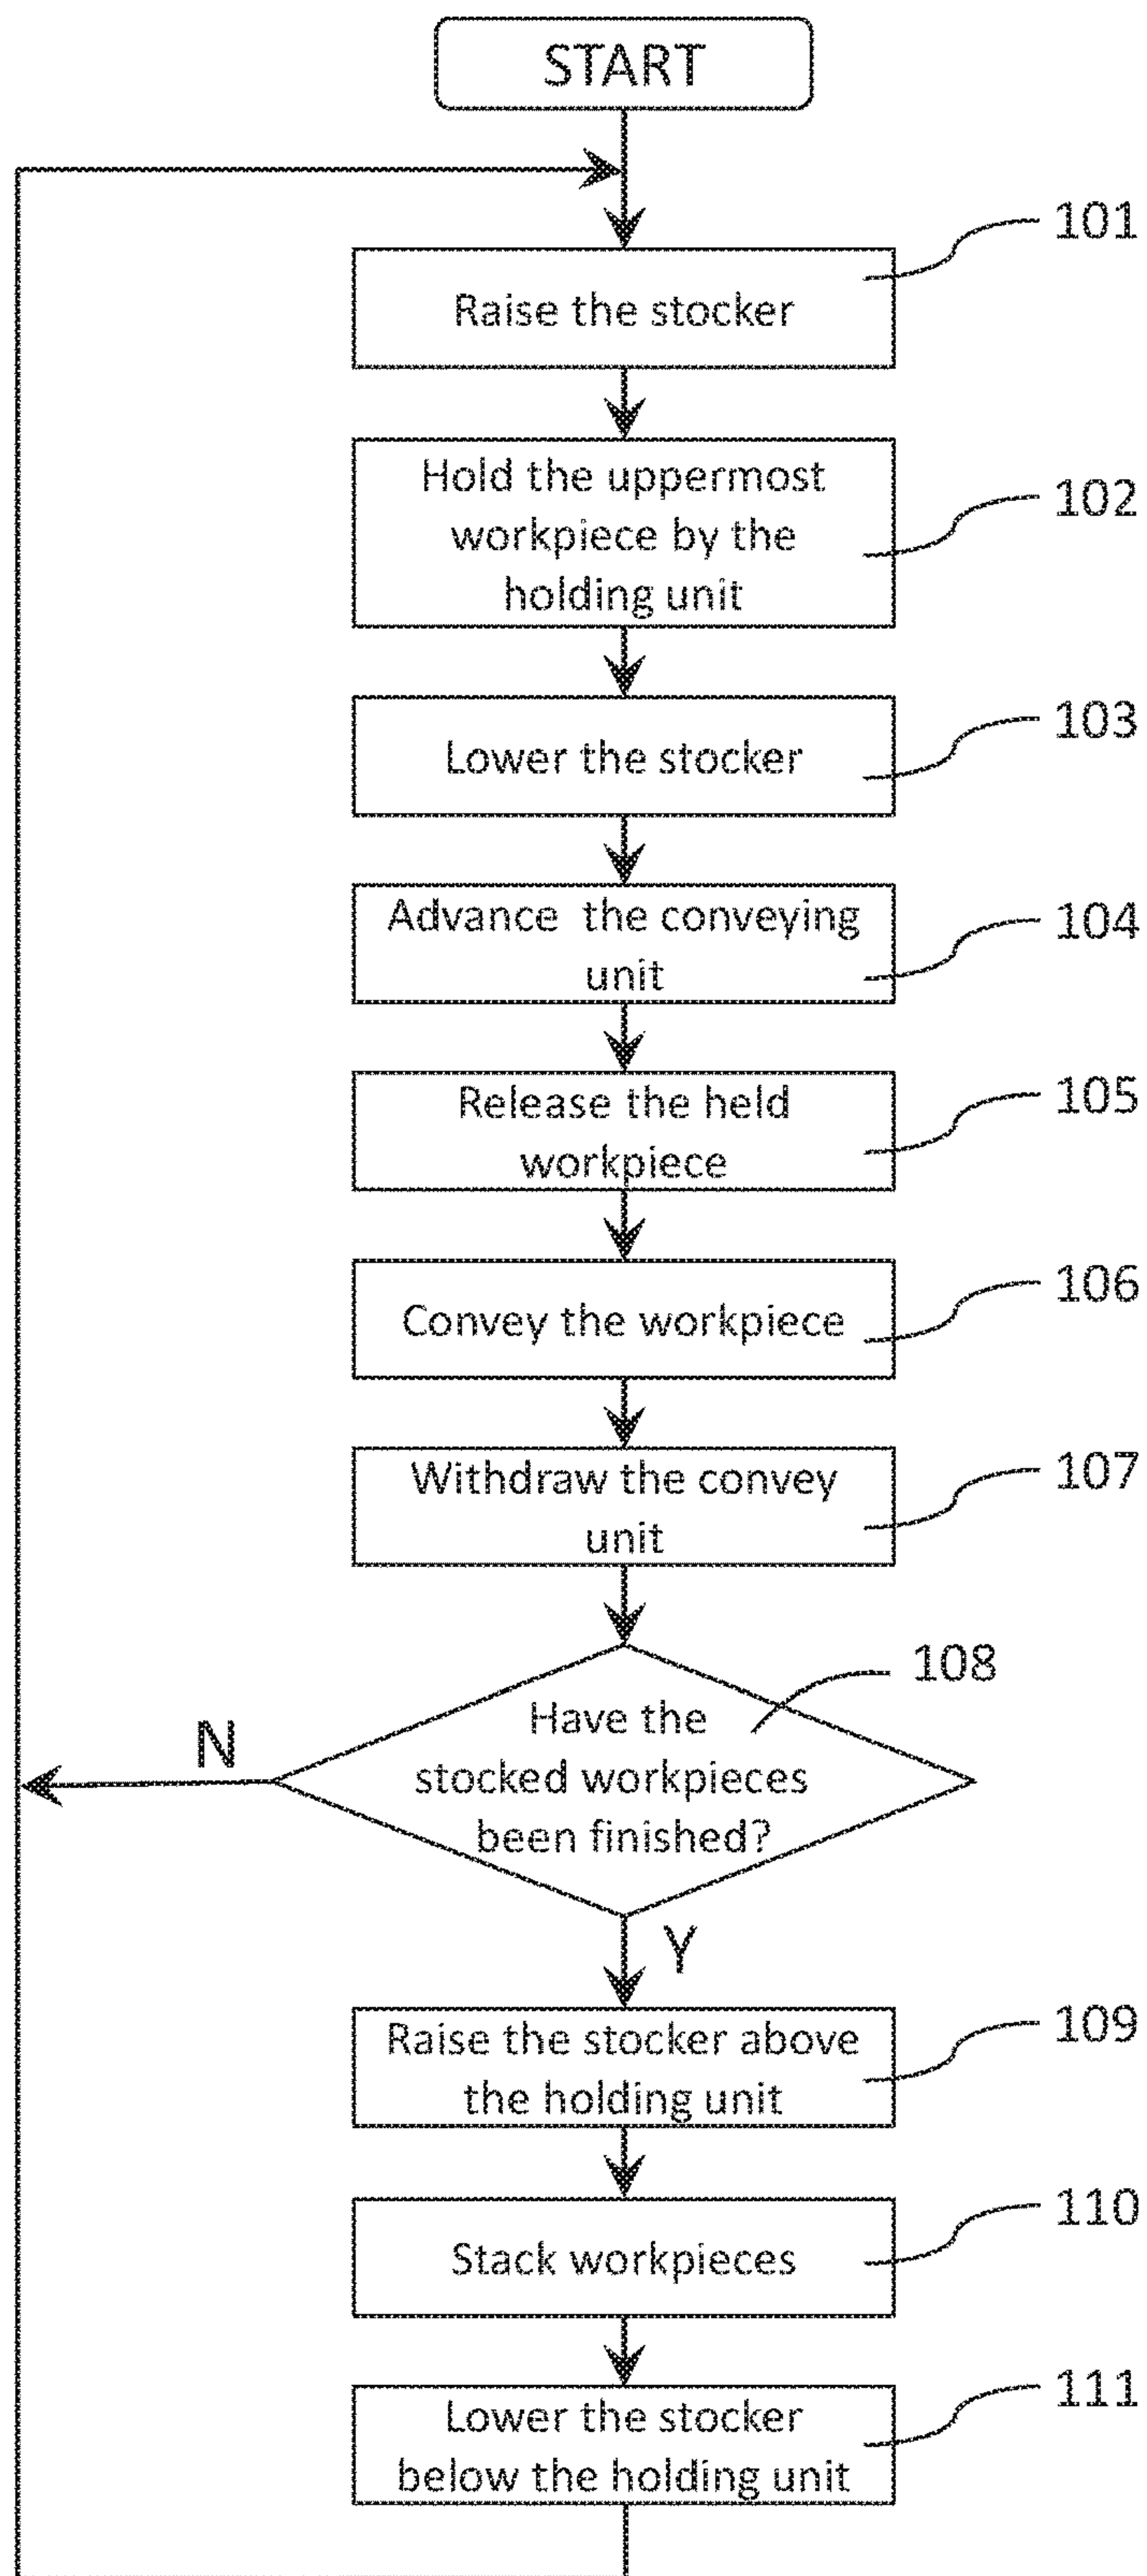 START
101
Raise the stocker
Hold the uppermost
workpiece by the
holding unit
102
Lower the stocker
103
Advance the conveying
unit
104
Release the held
workpiece
105
Convey the workpiece
106
Withdraw the convey
unit
107
108
Have the
stocked workpieces
been finished?
N
Y
Raise the stocker above
the holding unit
109
Stack workpieces
110
Lower the stocker
below the holding unit
111